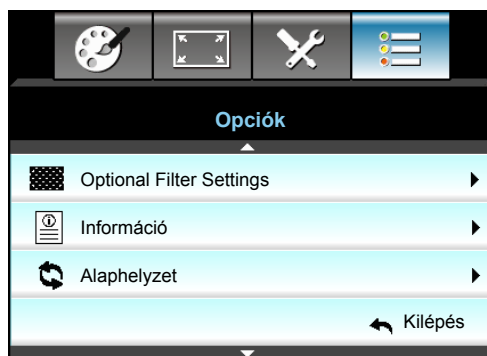 Opciók
Optional Filter Settings
Információ
Alaphelyzet
Kilépés